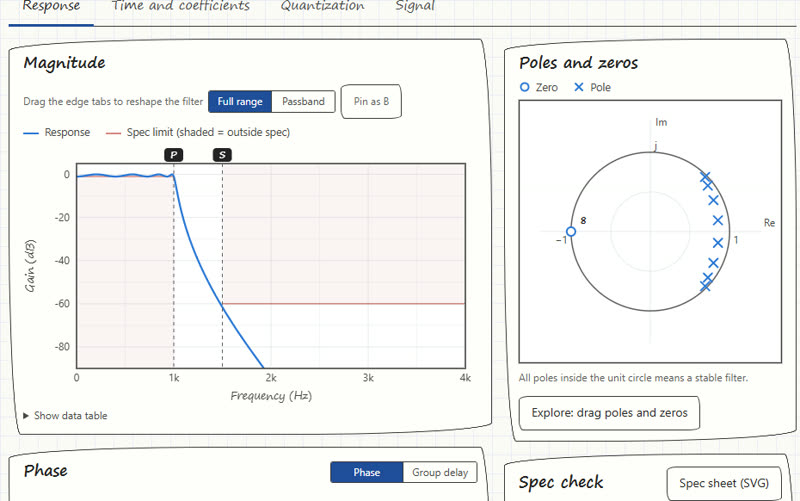 Response Time and coefficients Quantization Signal
Magnitude
Drag the edge tabs to reshape the filter Full range Passband Pin as B
Response Spec limit (shaded = outside spec)
P S
0
-20
-40
-60
-80
Gain (dB)
0 1k 2k 3k 4k
Frequency (Hz)
Show data table
Poles and zeros
Zero Pole
Im
j
8
Re
−1 1
All poles inside the unit circle means a stable filter.
Explore: drag poles and zeros
Phase Phase Group delay
Spec check Spec sheet (SVG)